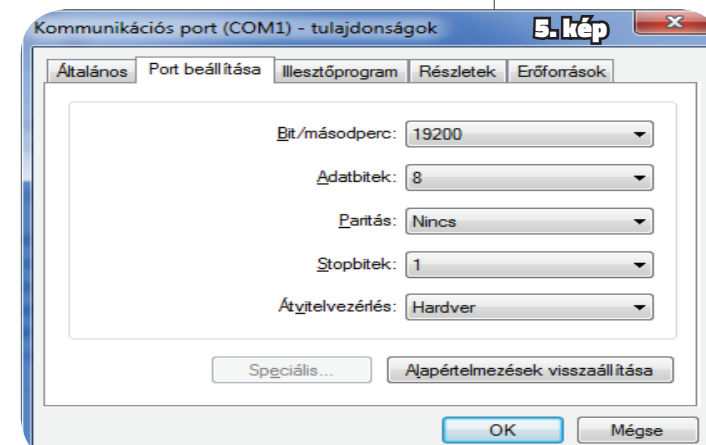 Kommunikációs port (COM1) - tulajdonságok
5. kép
Általános Port beállítása Illesztőprogram Részletek Erőforrások
Bit/másodperc: 19200
Adatbitek: 8
Paritás: Nincs
Stopbitek: 1
Átvitelvezérlés: Hardver
Speciális... Alapértelmezések visszaállítása
OK Mégse